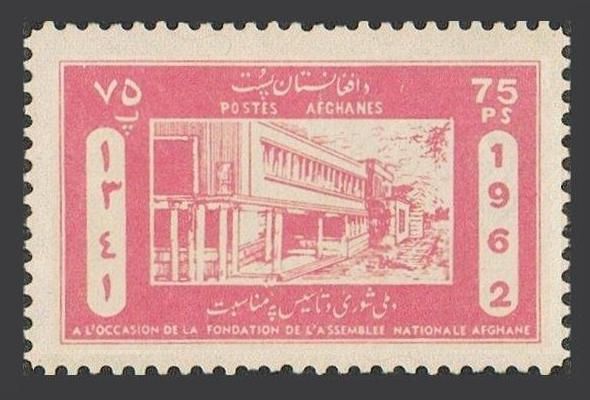 ۷۵
پ
د افغانستان پست
POSTES AFGHANES
75
PS
۱۳٤۱
1962
د ملی شوری د تاسیس په مناسبت
A L'OCCASION DE LA FONDATION DE L'ASSEMBLEE NATIONALE AFGHANE